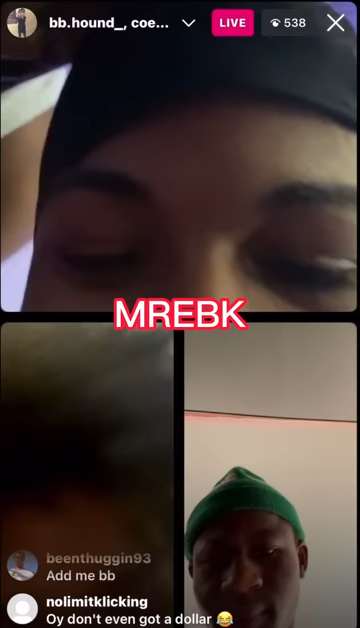 bb.hound_, coe...
LIVE
538
MREBK
beenthuggin93
Add me bb
nolimitklicking
Oy don't even got a dollar 😂